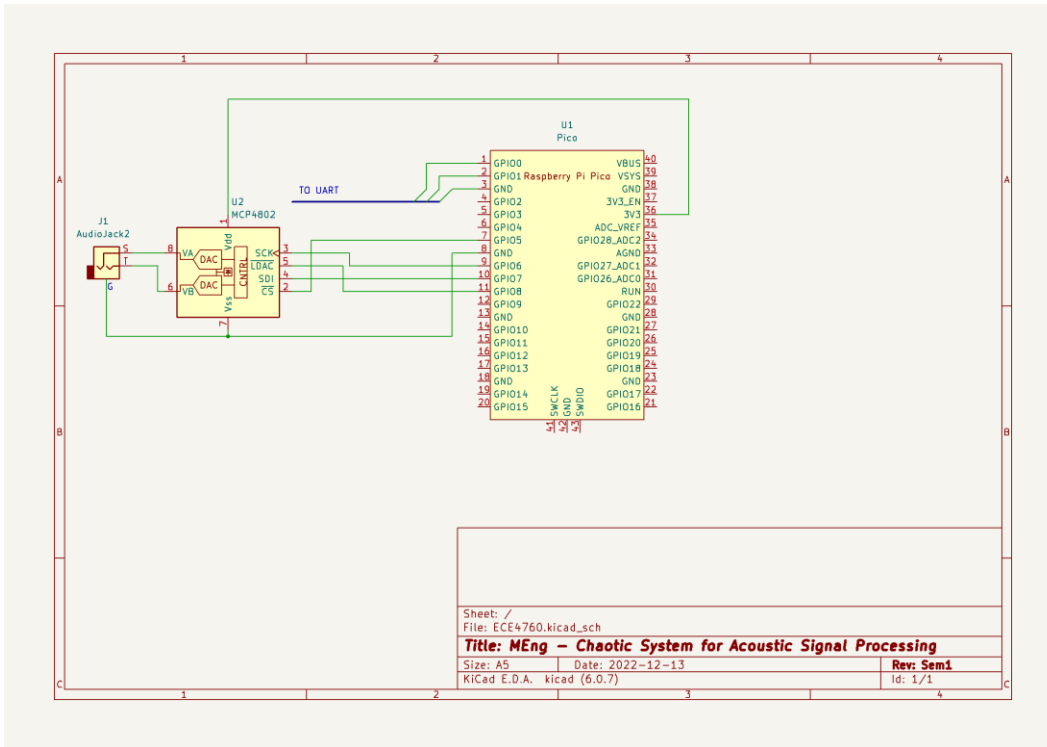 1 2 3 4
U1
Pico
Raspberry Pi Pico
1 GPIO0 VBUS 40
2 GPIO1 VSYS 39
3 GND GND 38
4 GPIO2 3V3_EN 37
5 GPIO3 3V3 36
6 GPIO4 ADC_VREF 35
7 GPIO5 GPIO28_ADC2 34
8 GND AGND 33
9 GPIO6 GPIO27_ADC1 32
10 GPIO7 GPIO26_ADC0 31
11 GPIO8 RUN 30
12 GPIO9 GPIO22 29
13 GND GND 28
14 GPIO10 GPIO21 27
15 GPIO11 GPIO20 26
16 GPIO12 GPIO19 25
17 GPIO13 GPIO18 24
18 GND GND 23
19 GPIO14 GPIO17 22
20 GPIO15 GPIO16 21
SWCLK GND SWDIO
41 42 43
A A
TO UART
U2
MCP4802
1
Vdd
J1
AudioJack2
S
T
G
8 VA DAC SCK 3
LDAC 5
CNTRL
SDI 4
6 VB DAC CS 2
Vss
7
B B
Sheet: /
File: ECE4760.kicad_sch
Title: MEng – Chaotic System for Acoustic Signal Processing
Size: A5 Date: 2022-12-13 Rev: Sem1
KiCad E.D.A. kicad (6.0.7) Id: 1/1
C C
1 2 3 4